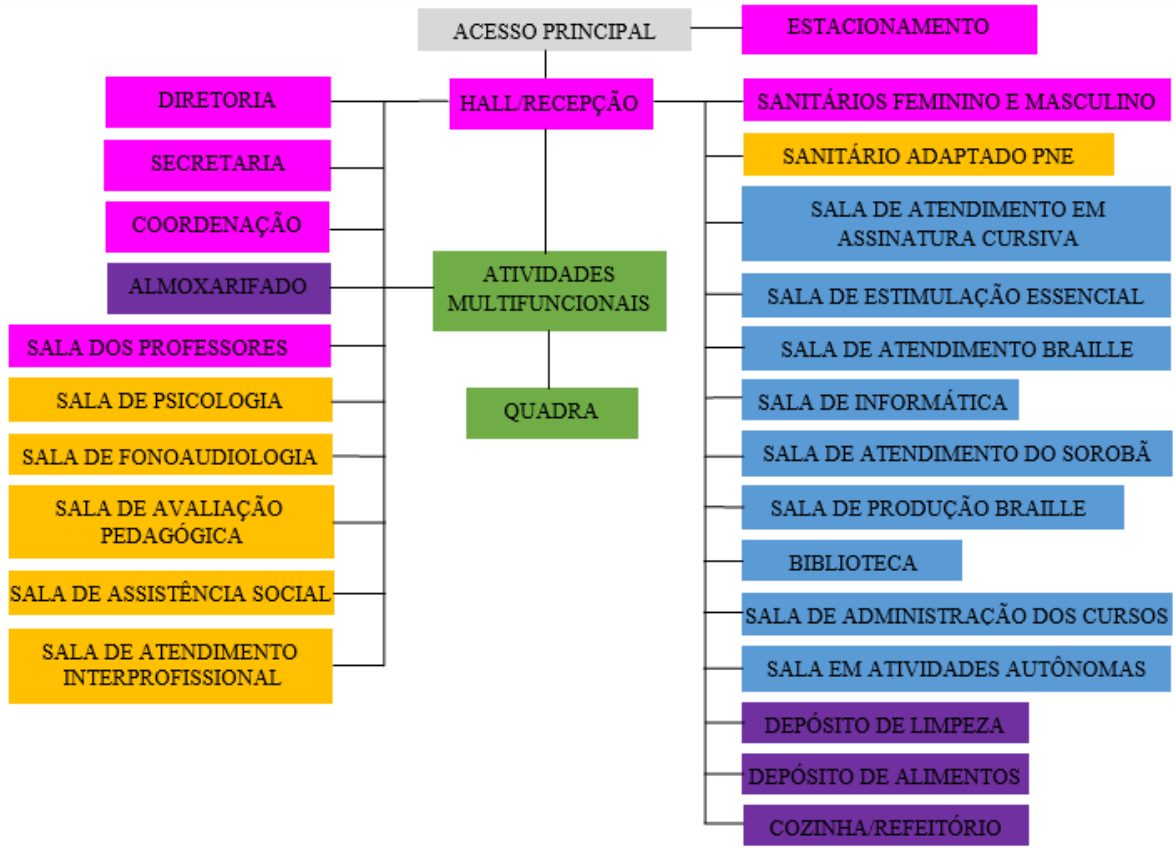 ACESSO PRINCIPAL
ESTACIONAMENTO
HALL/RECEPÇÃO
DIRETORIA
SECRETARIA
COORDENAÇÃO
ALMOXARIFADO
SALA DOS PROFESSORES
SALA DE PSICOLOGIA
SALA DE FONOAUDIOLOGIA
SALA DE AVALIAÇÃO
PEDAGÓGICA
SALA DE ASSISTÊNCIA SOCIAL
SALA DE ATENDIMENTO
INTERPROFISSIONAL
ATIVIDADES
MULTIFUNCIONAIS
QUADRA
SANITÁRIOS FEMININO E MASCULINO
SANITÁRIO ADAPTADO PNE
SALA DE ATENDIMENTO EM
ASSINATURA CURSIVA
SALA DE ESTIMULAÇÃO ESSENCIAL
SALA DE ATENDIMENTO BRAILLE
SALA DE INFORMÁTICA
SALA DE ATENDIMENTO DO SOROBÃ
SALA DE PRODUÇÃO BRAILLE
BIBLIOTECA
SALA DE ADMINISTRAÇÃO DOS CURSOS
SALA EM ATIVIDADES AUTÔNOMAS
DEPÓSITO DE LIMPEZA
DEPÓSITO DE ALIMENTOS
COZINHA/REFEITÓRIO